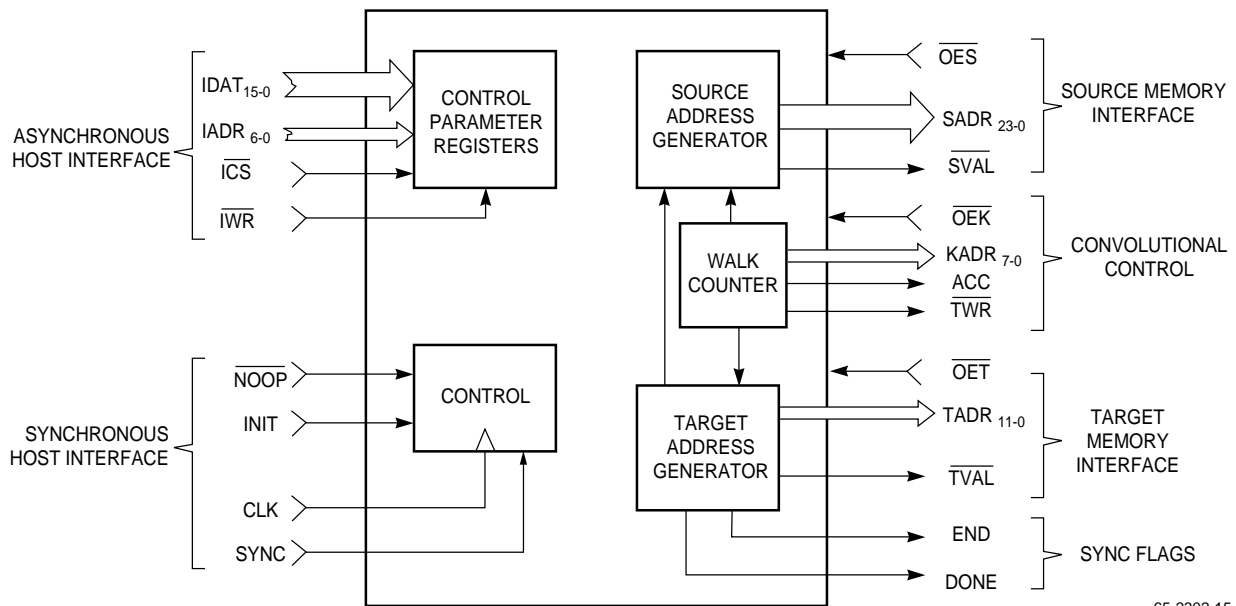 ASYNCHRONOUS
HOST INTERFACE
IDAT15-0
IADR 6-0
ICS
IWR
CONTROL
PARAMETER
REGISTERS
SYNCHRONOUS
HOST INTERFACE
NOOP
INIT
CLK
SYNC
CONTROL
SOURCE
ADDRESS
GENERATOR
WALK
COUNTER
TARGET
ADDRESS
GENERATOR
OES
SADR 23-0
SVAL
SOURCE MEMORY
INTERFACE
OEK
KADR 7-0
ACC
TWR
CONVOLUTIONAL
CONTROL
OET
TADR 11-0
TVAL
TARGET
MEMORY
INTERFACE
END
DONE
SYNC FLAGS